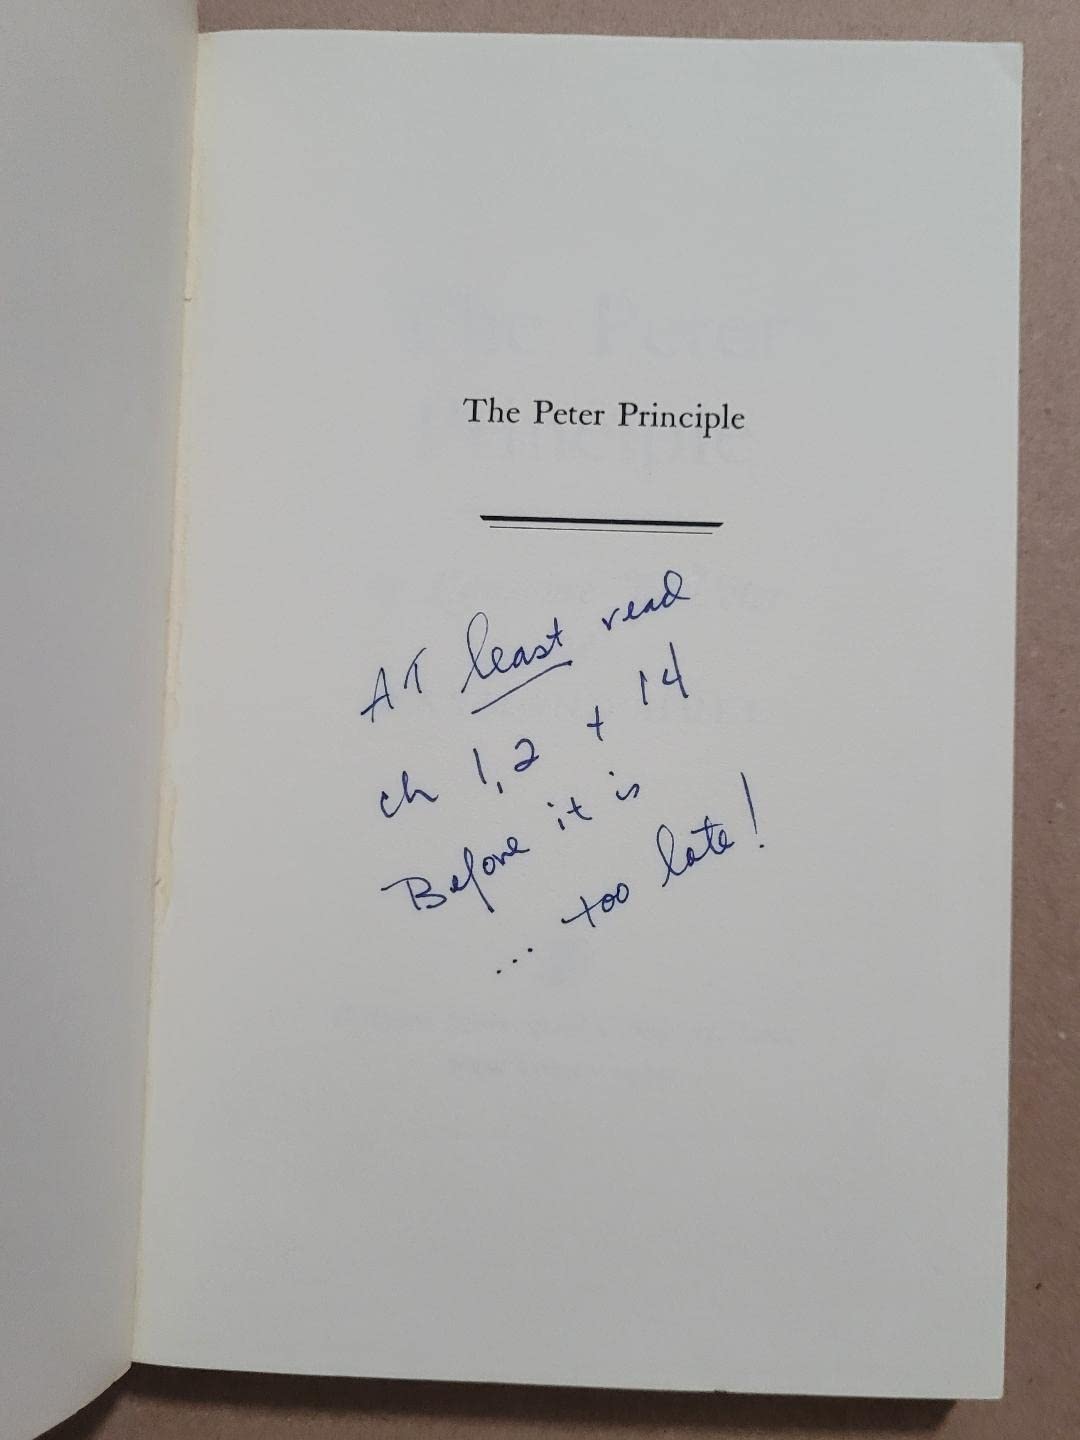 The Peter Principle
AT least read
ch 1, 2 + 14
Before it is
... too late!